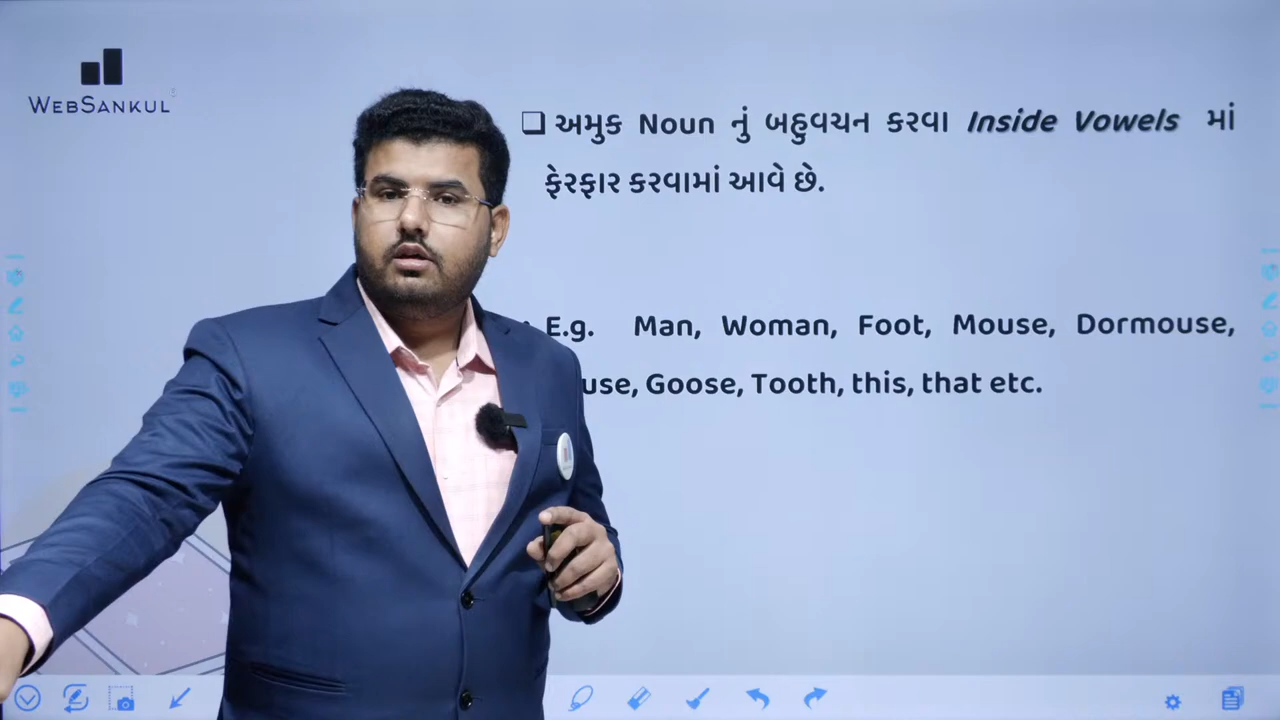 WEBSANKUL
❑ અમુક Noun નું બહુવચન કરવા Inside Vowels માં
ફેરફાર કરવામાં આવે છે.
E.g. Man, Woman, Foot, Mouse, Dormouse,
Goose, Tooth, this, that etc.